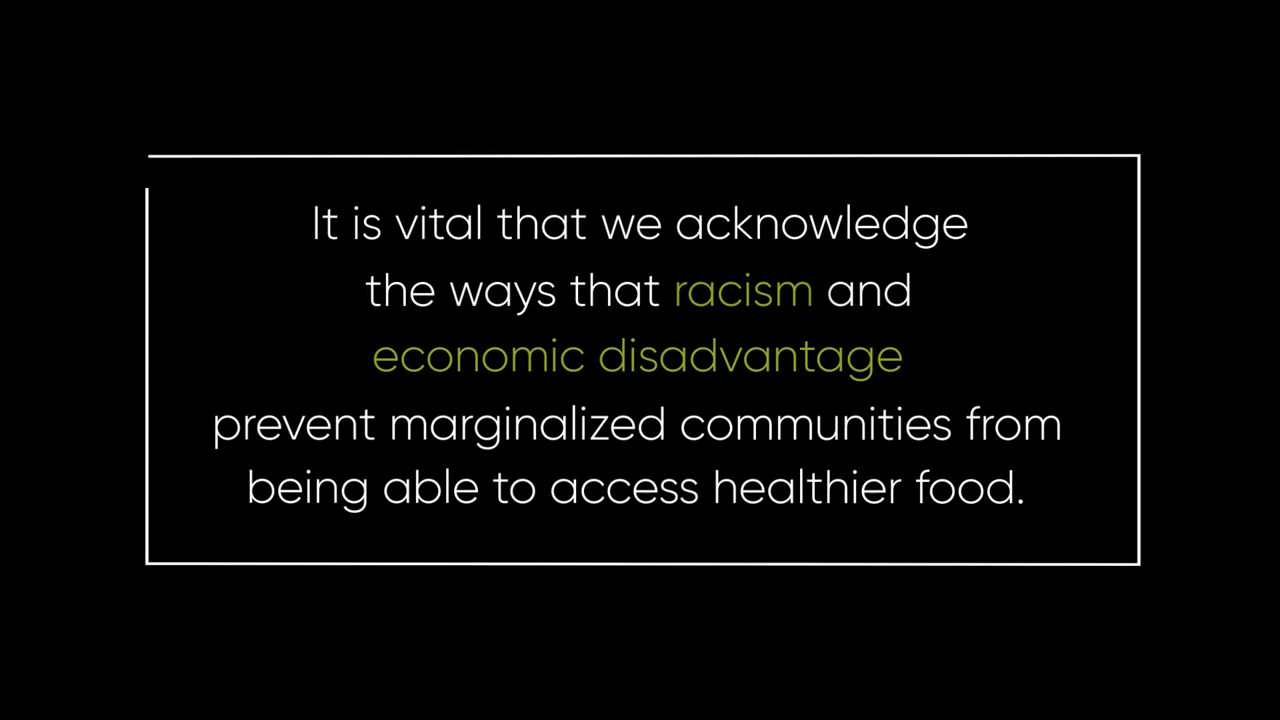 It is vital that we acknowledge
the ways that racism and
economic disadvantage
prevent marginalized communities from
being able to access healthier food.